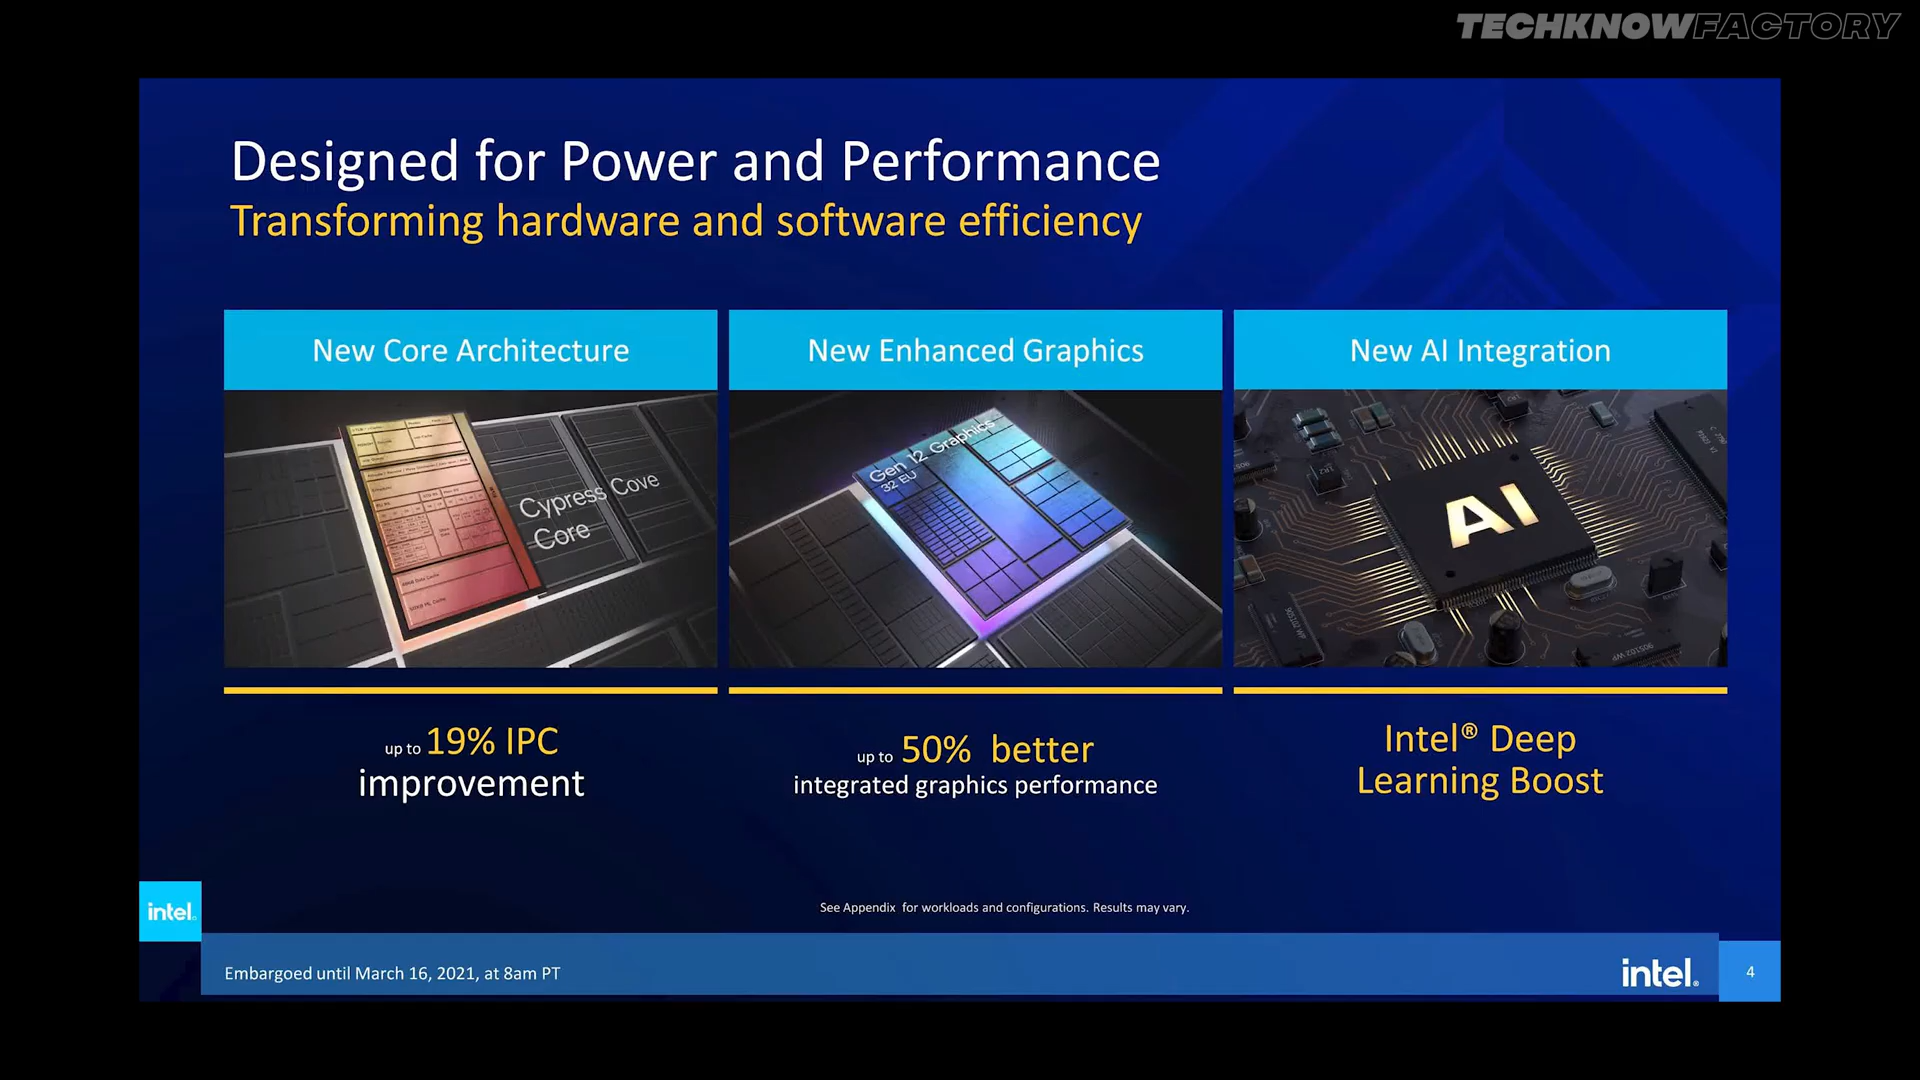 TECHKNOWFACTORY
Designed for Power and Performance
Transforming hardware and software efficiency
New Core Architecture
New Enhanced Graphics
New AI Integration
Cypress Cove
Core
Gen 12 Graphics
32 EU
AI
up to 19% IPC
improvement
up to 50% better
integrated graphics performance
Intel® Deep
Learning Boost
See Appendix for workloads and configurations. Results may vary.
intel.
Embargoed until March 16, 2021, at 8am PT
intel.
4